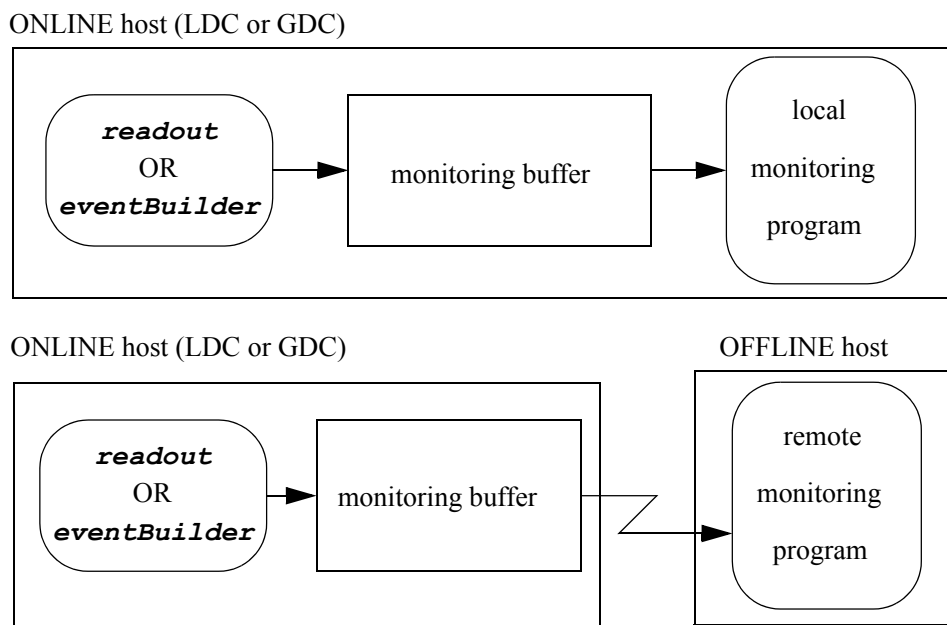 ONLINE host (LDC or GDC)
readout
OR
eventBuilder
monitoring buffer
local
monitoring
program
ONLINE host (LDC or GDC)
OFFLINE host
readout
OR
eventBuilder
monitoring buffer
remote
monitoring
program